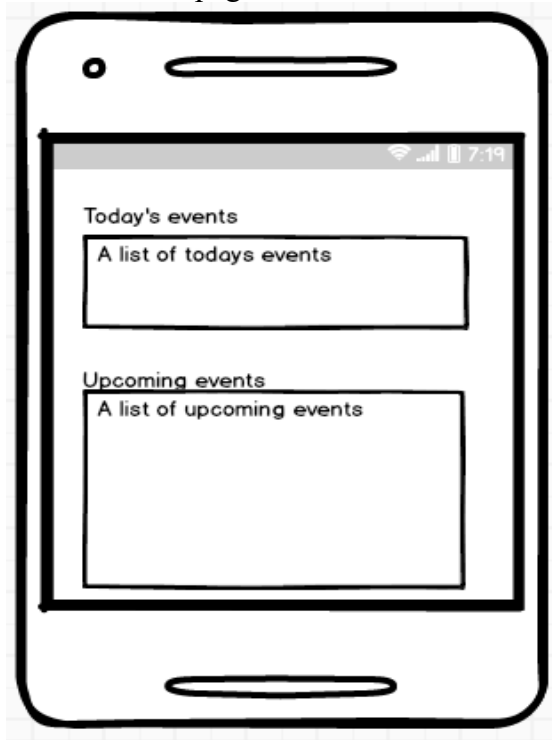 7:19
Today's events
A list of todays events
Upcoming events
A list of upcoming events